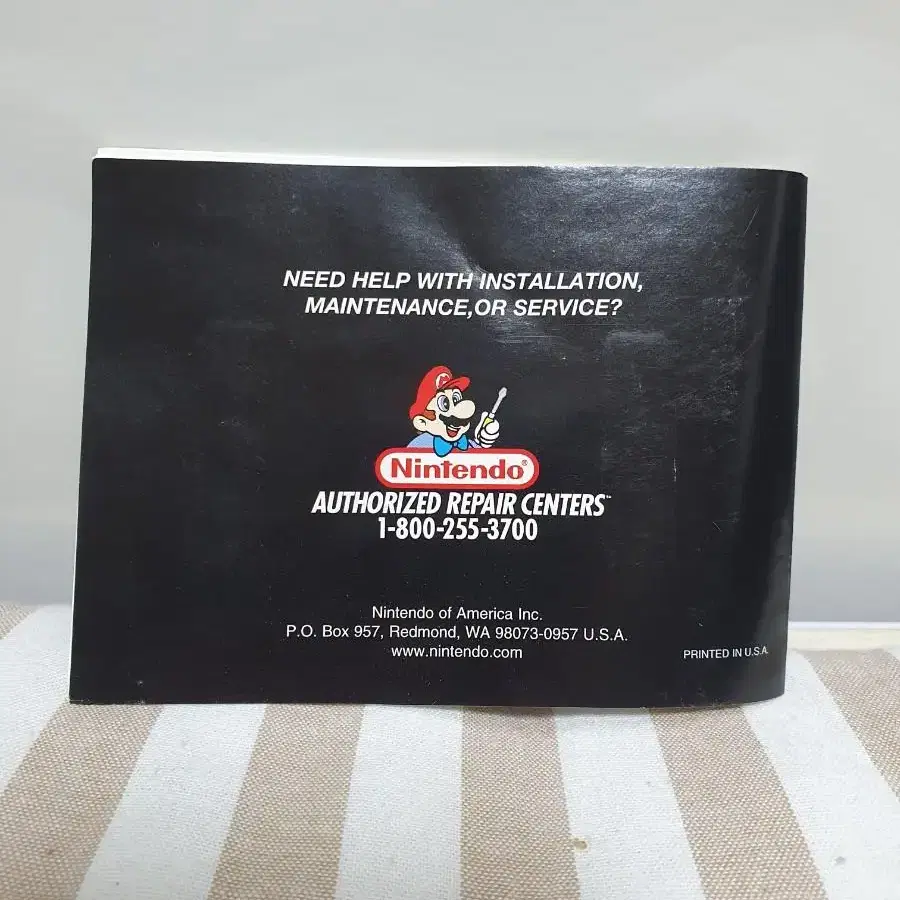 NEED HELP WITH INSTALLATION,
MAINTENANCE,OR SERVICE?
M
Nintendo®
AUTHORIZED REPAIR CENTERS™
1-800-255-3700
Nintendo of America Inc.
P.O. Box 957, Redmond, WA 98073-0957 U.S.A.
www.nintendo.com
PRINTED IN U.S.A.